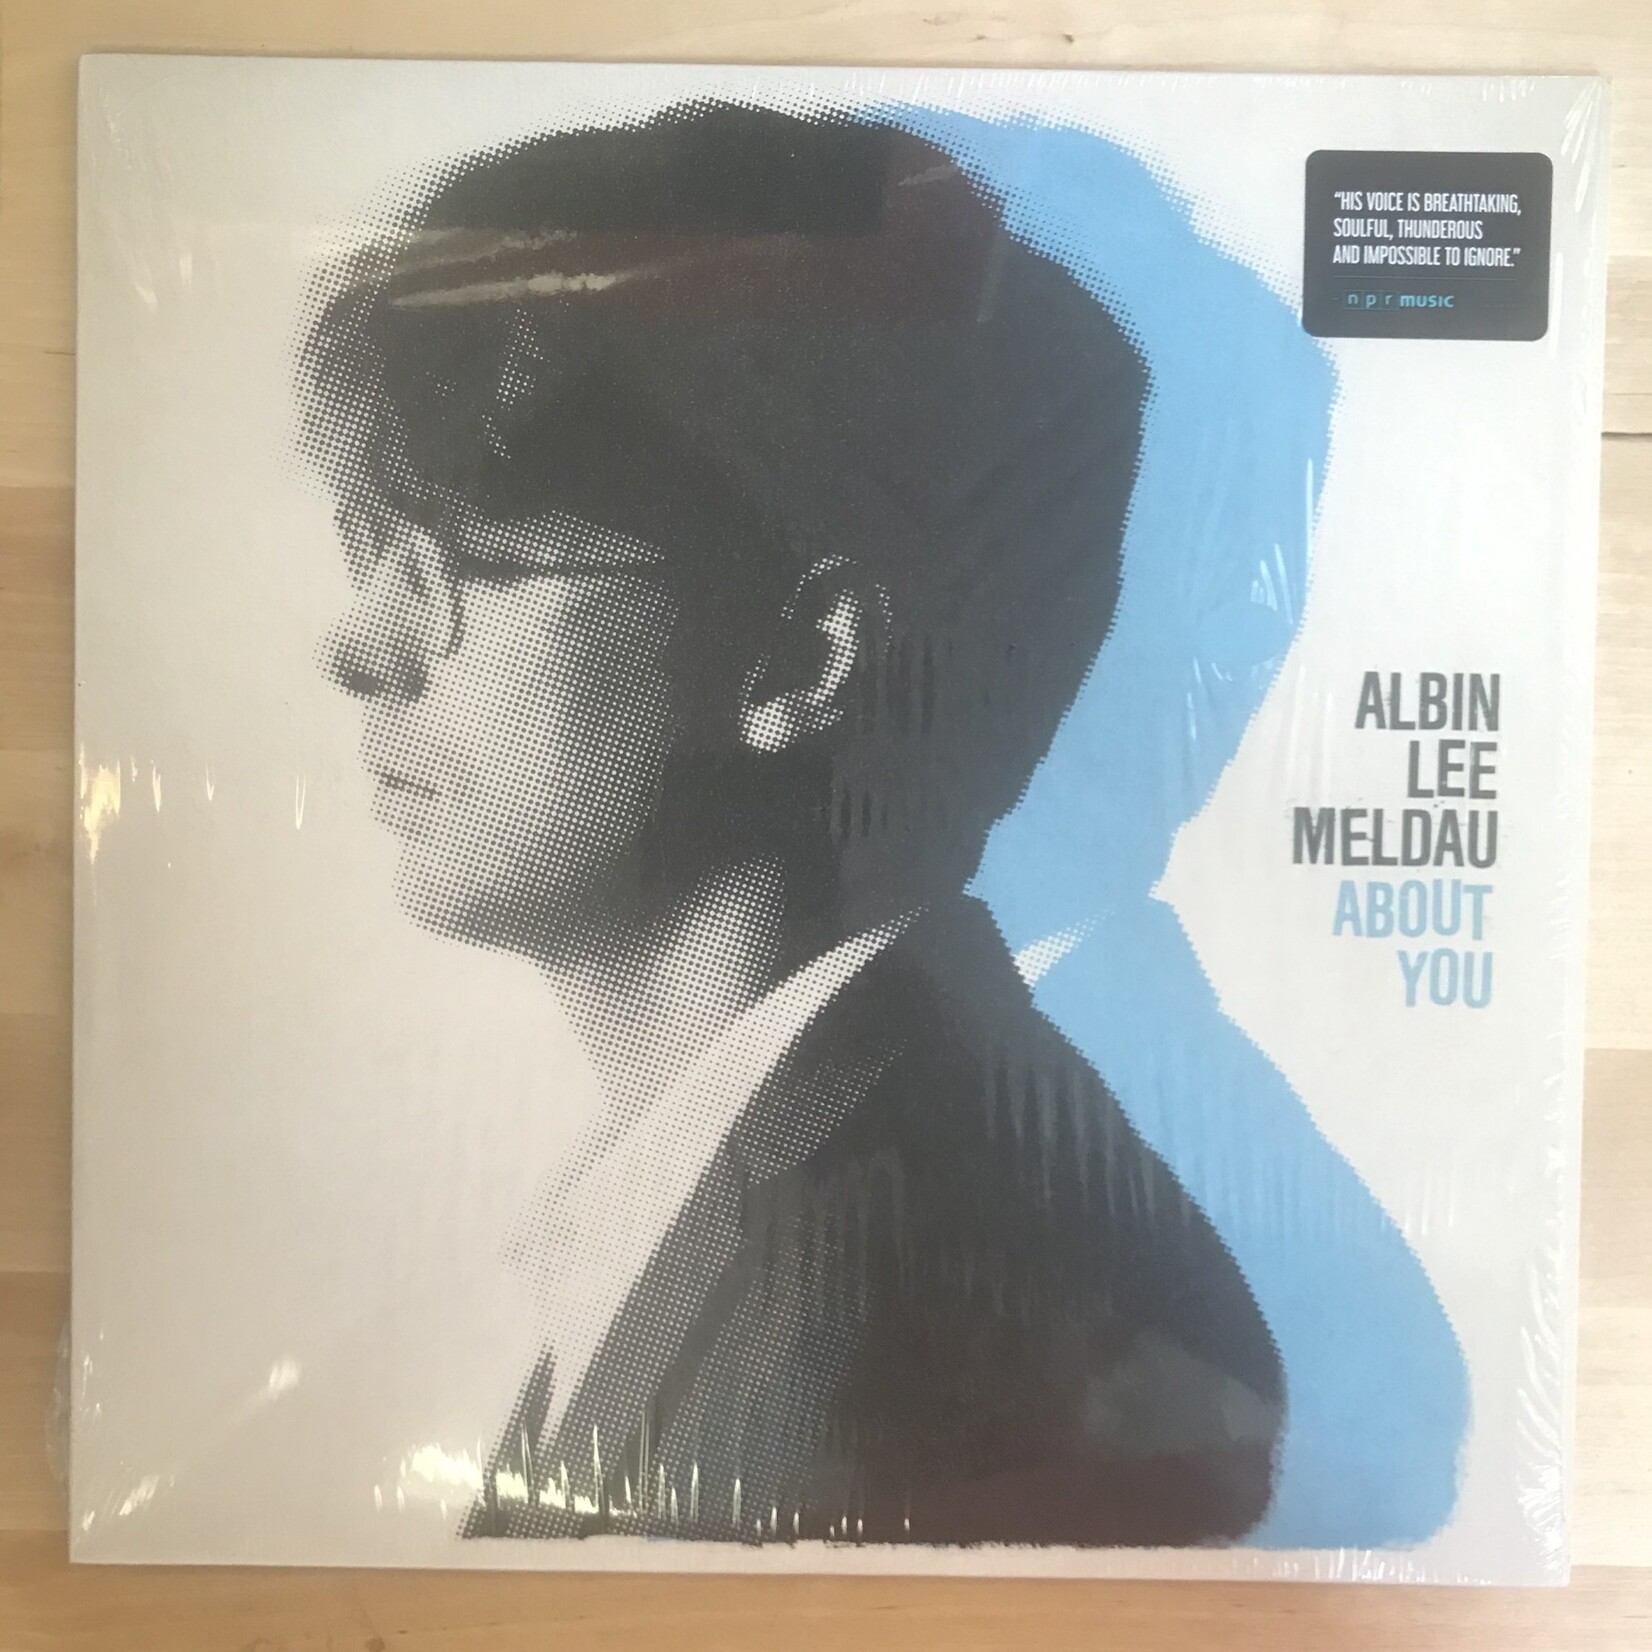 “HIS VOICE IS BREATHTAKING,
SOULFUL, THUNDEROUS
AND IMPOSSIBLE TO IGNORE.”
- npr music
ALBIN
LEE
MELDAU
ABOUT
YOU